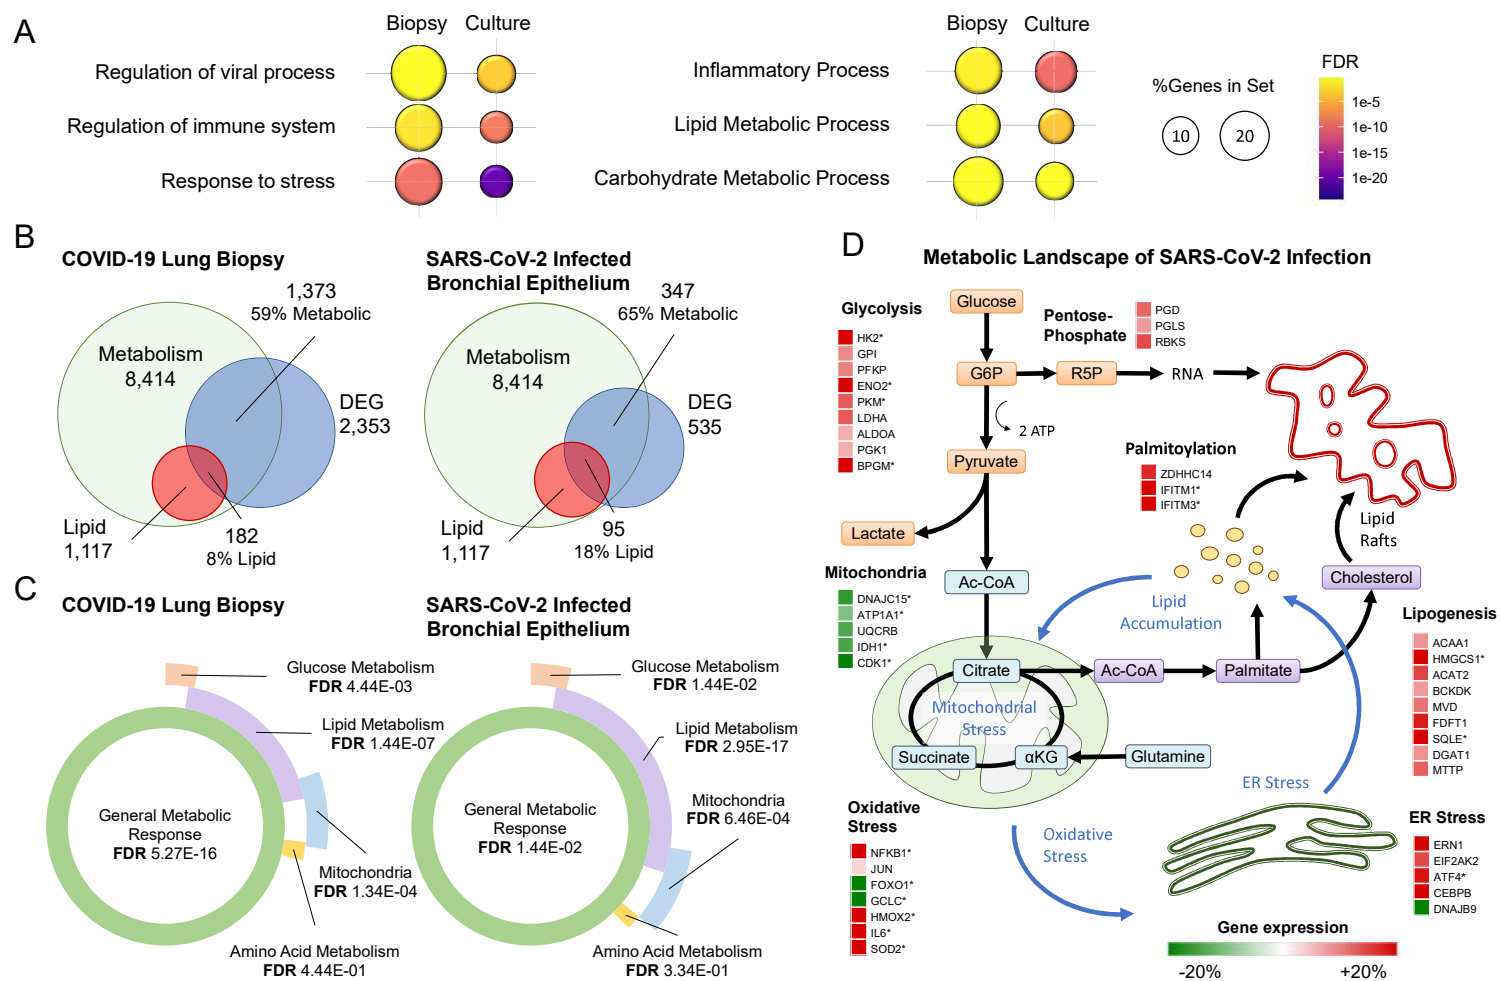 A
Biopsy Culture
Regulation of viral process
Regulation of immune system
Response to stress
Biopsy Culture
Inflammatory Process
Lipid Metabolic Process
Carbohydrate Metabolic Process
%Genes in Set
10 20
FDR
1e-5
1e-10
1e-15
1e-20
B
COVID-19 Lung Biopsy
1,373
59% Metabolic
Metabolism
8,414
DEG
2,353
Lipid
1,117
182
8% Lipid
SARS-CoV-2 Infected
Bronchial Epithelium
347
65% Metabolic
Metabolism
8,414
DEG
535
Lipid
1,117
95
18% Lipid
C
COVID-19 Lung Biopsy
Glucose Metabolism
FDR 4.44E-03
Lipid Metabolism
FDR 1.44E-07
General Metabolic
Response
FDR 5.27E-16
Mitochondria
FDR 1.34E-04
Amino Acid Metabolism
FDR 4.44E-01
SARS-CoV-2 Infected
Bronchial Epithelium
Glucose Metabolism
FDR 1.44E-02
Lipid Metabolism
FDR 2.95E-17
Mitochondria
FDR 6.46E-04
General Metabolic
Response
FDR 1.44E-02
Amino Acid Metabolism
FDR 3.34E-01
D
Metabolic Landscape of SARS-CoV-2 Infection
Glycolysis
HK2*
GPI
PFKP
ENO2*
PKM*
LDHA
ALDOA
PGK1
BPGM*
Glucose
Pentose-
Phosphate
PGD
PGLS
RBKS
G6P
R5P
RNA
2 ATP
Pyruvate
Lactate
Palmitoylation
ZDHHC14
IFITM1*
IFITM3*
Lipid
Rafts
Cholesterol
Mitochondria
DNAJC15*
ATP1A1*
UQCRB
IDH1*
CDK1*
Ac-CoA
Lipid
Accumulation
Citrate
Ac-CoA
Palmitate
Mitochondrial
Stress
Succinate
αKG
Glutamine
Lipogenesis
ACAA1
HMGCS1*
ACAT2
BCKDK
MVD
FDFT1
SQLE*
DGAT1
MTTP
ER Stress
Oxidative
Stress
NFKB1*
JUN
FOXO1*
GCLC*
HMOX2*
IL6*
SOD2*
Oxidative
Stress
ER Stress
ERN1
EIF2AK2
ATF4*
CEBPB
DNAJB9
Gene expression
-20% +20%